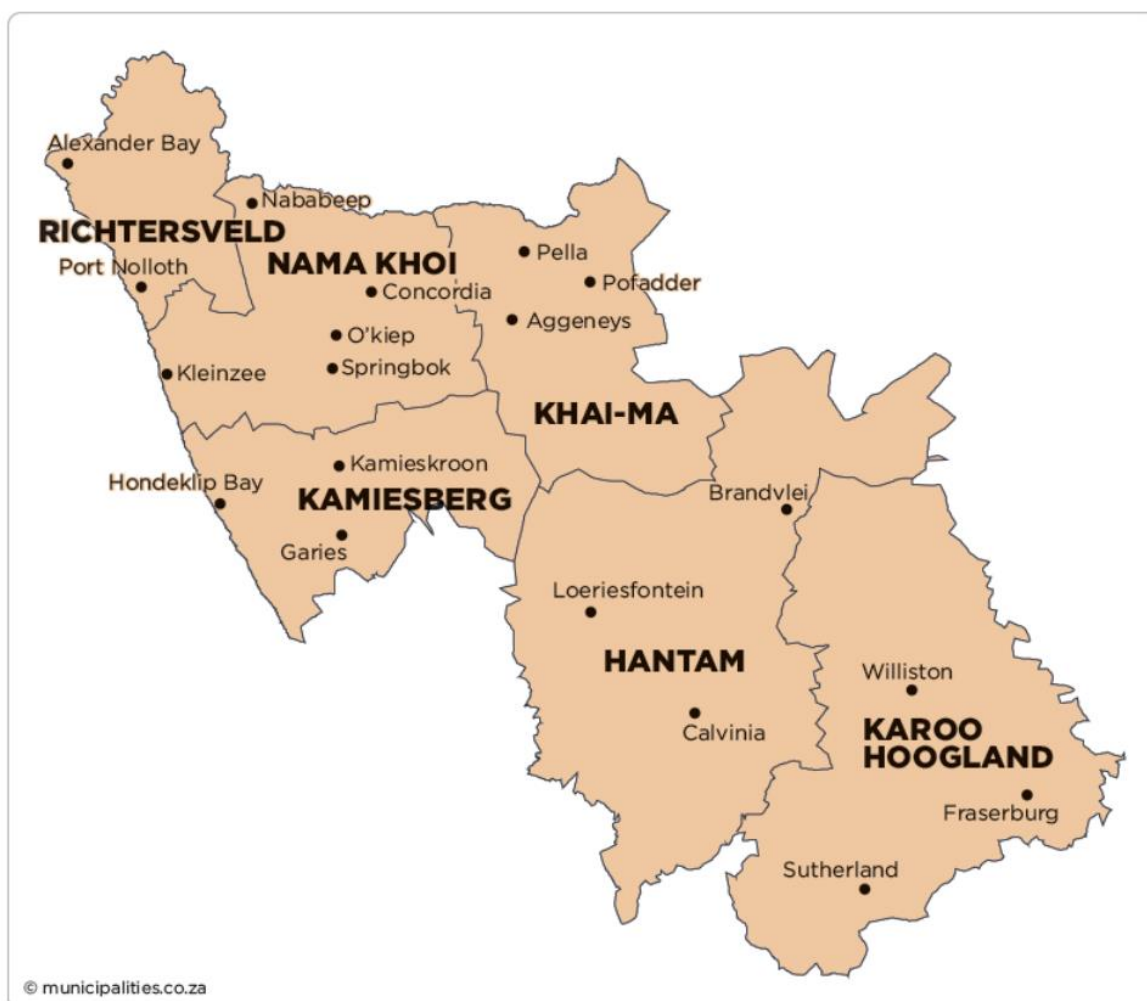 Alexander Bay
Nababeep
RICHTERSVELD
Port Nolloth
NAMA KHOI
Concordia
O'kiep
Springbok
Kleinzee
Pella
Pofadder
Aggeneys
KHAI-MA
Kamieskroon
Hondeklip Bay
KAMIESBERG
Garies
Brandvlei
Loeriesfontein
HANTAM
Calvinia
Williston
KAROO
HOOGLAND
Fraserburg
Sutherland
© municipalities.co.za